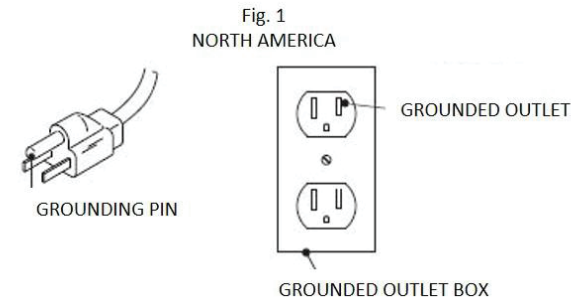 Fig. 1
NORTH AMERICA
GROUNDED OUTLET
GROUNDING PIN
GROUNDED OUTLET BOX